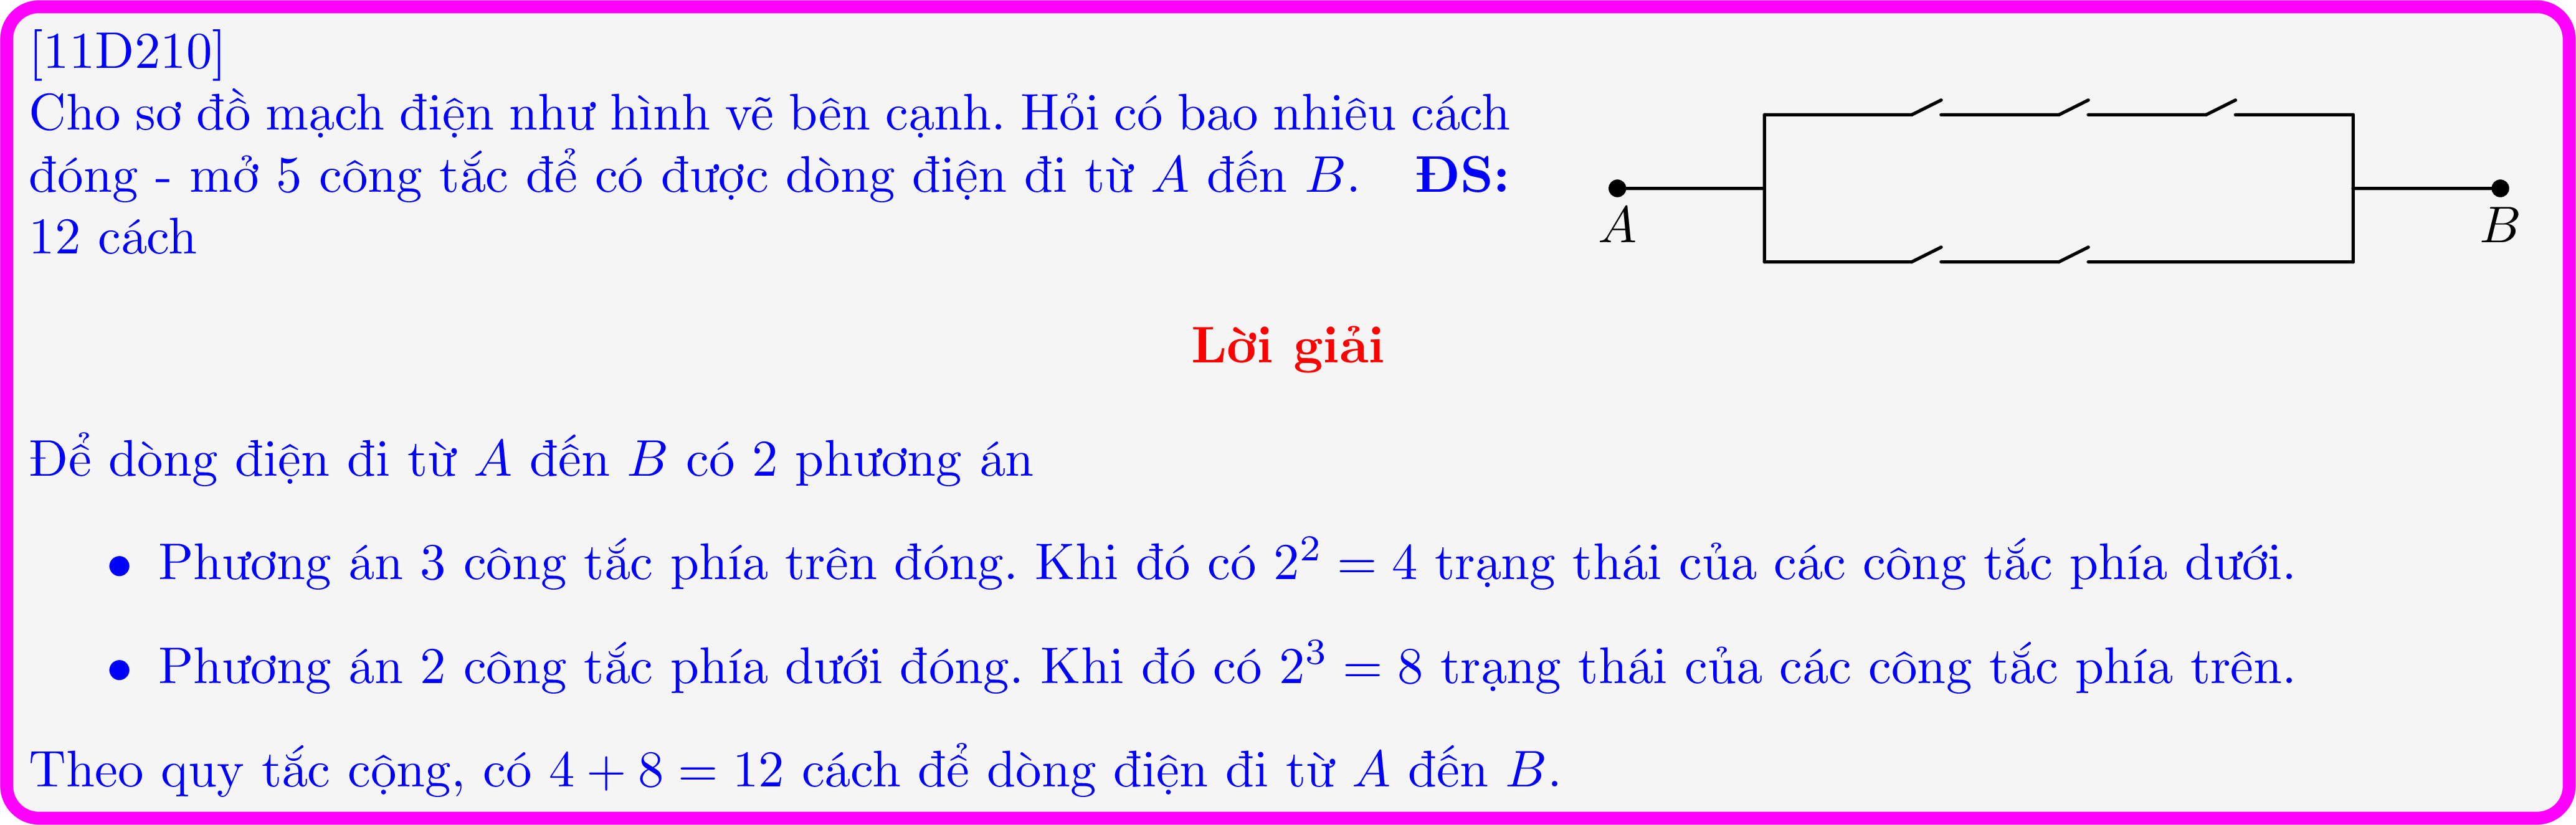 [11D210]
Cho sơ đồ mạch điện như hình vẽ bên cạnh. Hỏi có bao nhiêu cách
đóng - mở 5 công tắc để có được dòng điện đi từ A đến B. ĐS:
12 cách
A
B
Lời giải
Để dòng điện đi từ A đến B có 2 phương án
• Phương án 3 công tắc phía trên đóng. Khi đó có 2² = 4 trạng thái của các công tắc phía dưới.
• Phương án 2 công tắc phía dưới đóng. Khi đó có 2³ = 8 trạng thái của các công tắc phía trên.
Theo quy tắc cộng, có 4 + 8 = 12 cách để dòng điện đi từ A đến B.